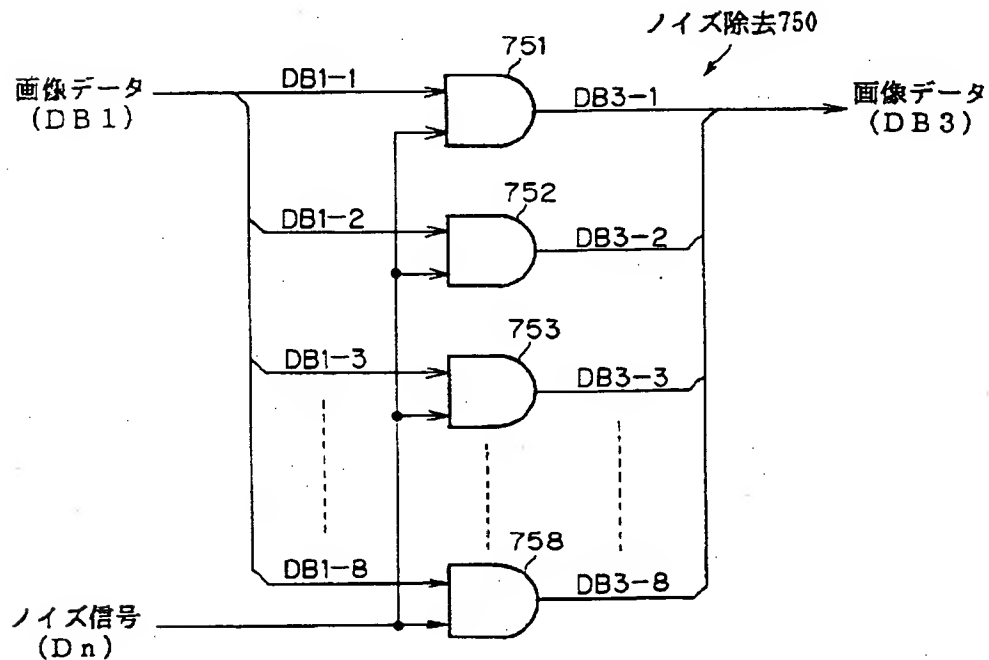 ノイズ除去750
751
画像データ
(DB1)
DB1-1
DB3-1
画像データ
(DB3)
752
DB1-2
DB3-2
753
DB1-3
DB3-3
758
DB1-8
DB3-8
ノイズ信号
(Dn)